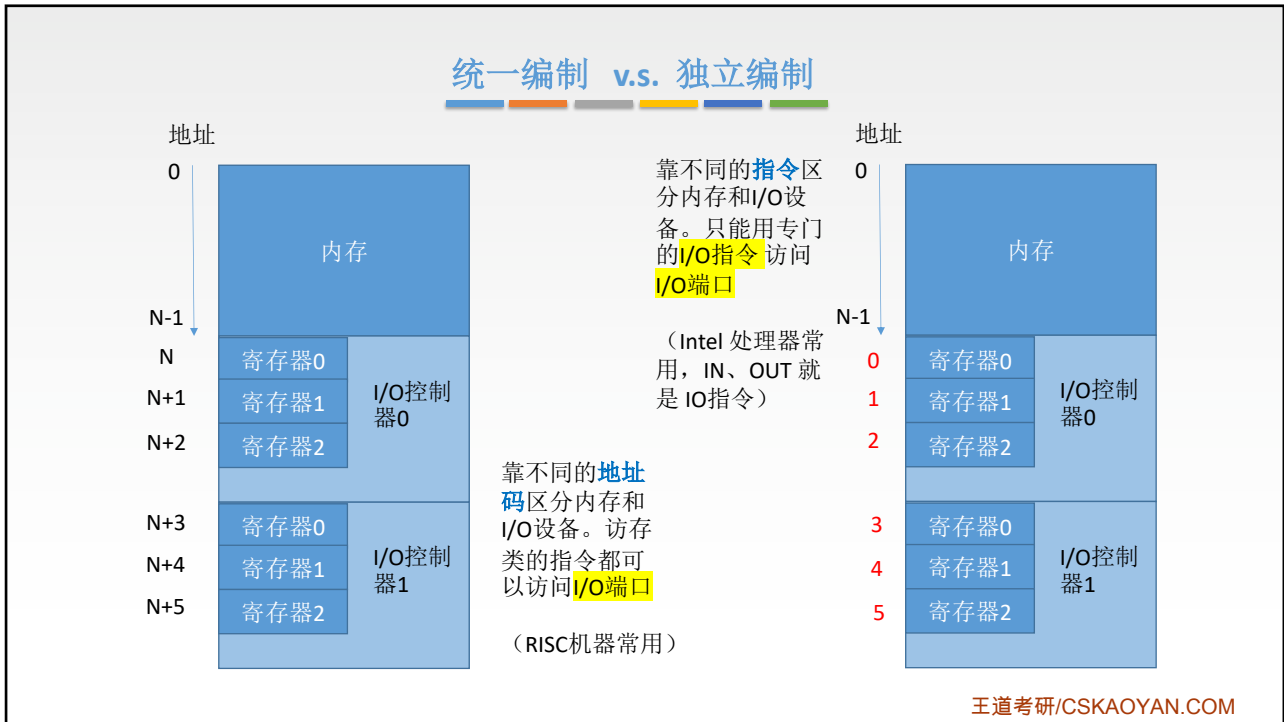 统一编制 v.s. 独立编制
地址
0
内存
N-1
N
寄存器0
N+1
寄存器1
N+2
寄存器2
I/O控制
器0
N+3
寄存器0
N+4
寄存器1
N+5
寄存器2
I/O控制
器1
靠不同的地址
码区分内存和
I/O设备。访存
类的指令都可
以访问I/O端口
（RISC机器常用）
靠不同的指令区
分内存和I/O设
备。只能用专门
的I/O指令 访问
I/O端口
（Intel 处理器常
用，IN、OUT 就
是 IO指令）
地址
0
内存
N-1
0
寄存器0
1
寄存器1
2
寄存器2
I/O控制
器0
3
寄存器0
4
寄存器1
5
寄存器2
I/O控制
器1
王道考研/CSKAOYAN.COM